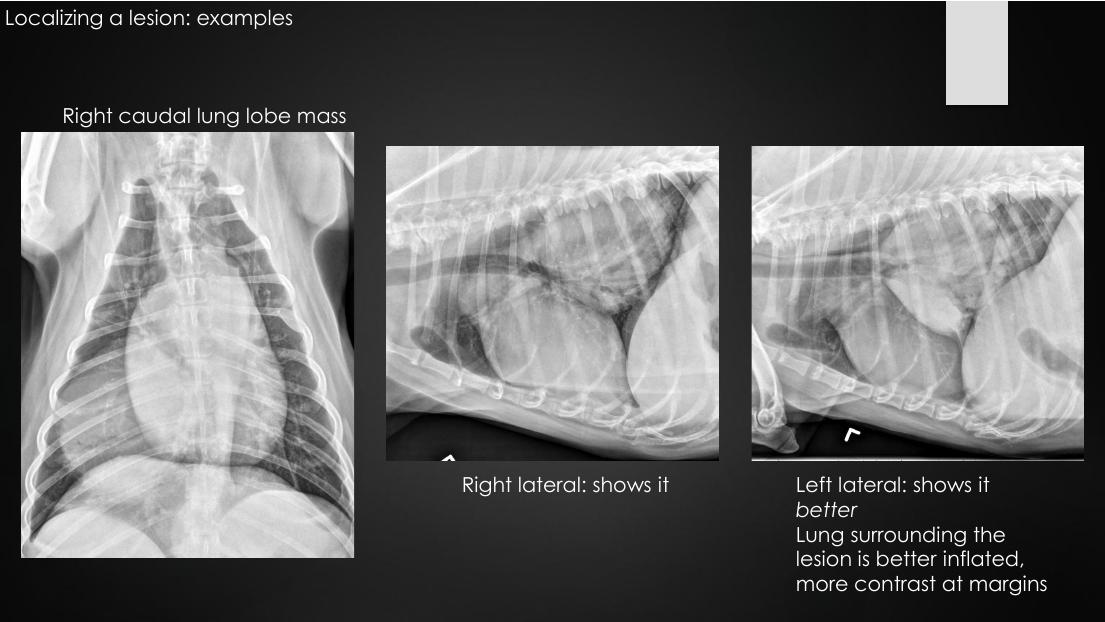 Localizing a lesion: examples
Right caudal lung lobe mass
Right lateral: shows it
Left lateral: shows it
better
Lung surrounding the
lesion is better inflated,
more contrast at margins